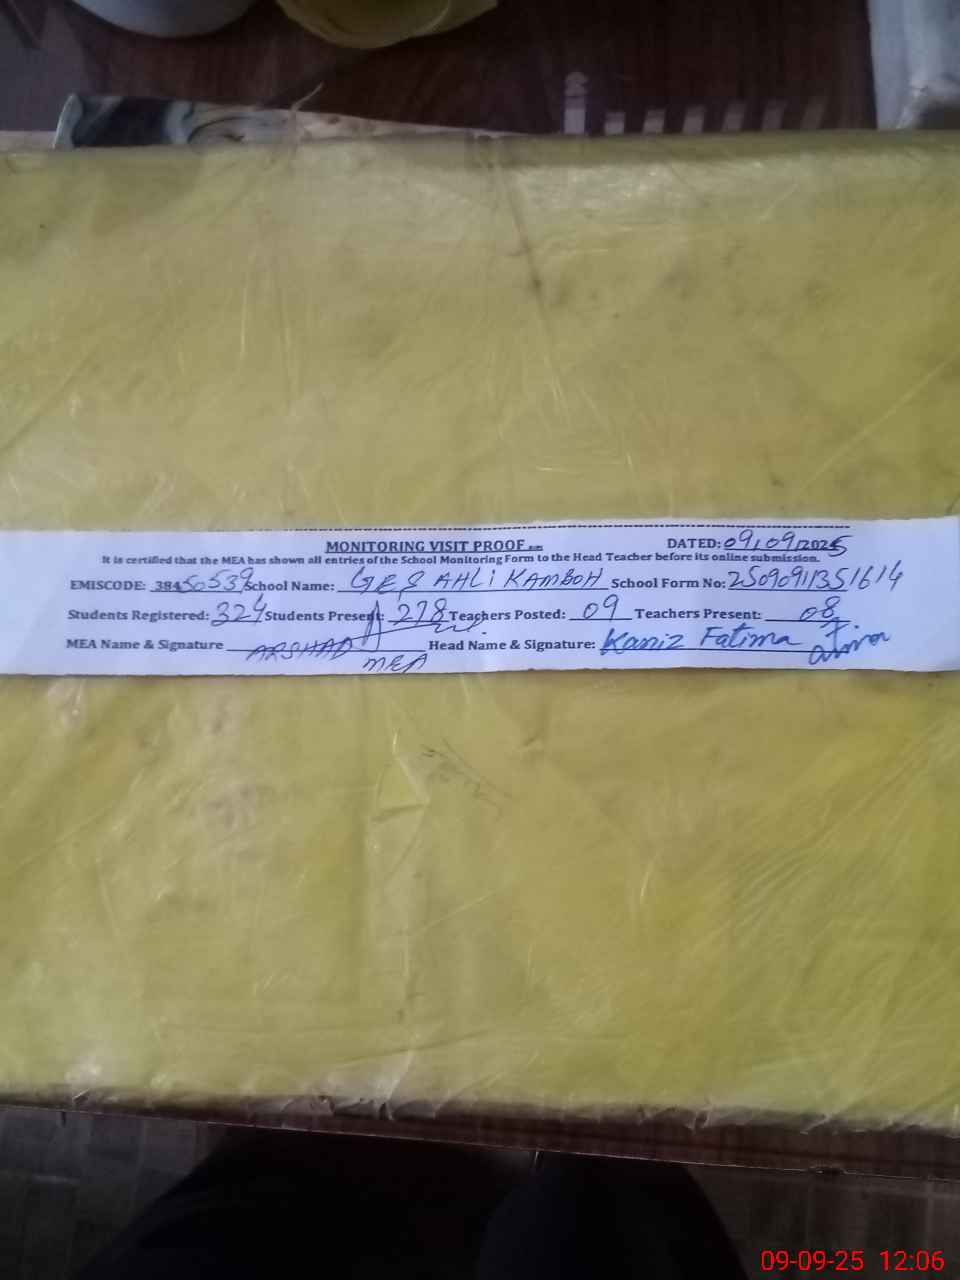 MONITORING VISIT PROOF
DATED: 09/09/2025
It is certified that the MEA has shown all entries of the School Monitoring Form to the Head Teacher before its online submission.
EMISCODE: 38450539 School Name: GES AHLI KAMBOH School Form No: 25090911351614
Students Registered: 324 Students Present: 278 Teachers Posted: 09 Teachers Present: 08
MEA Name & Signature ARSHAD Head Name & Signature: Kaniz Fatima
MEA
09-09-25 12:06